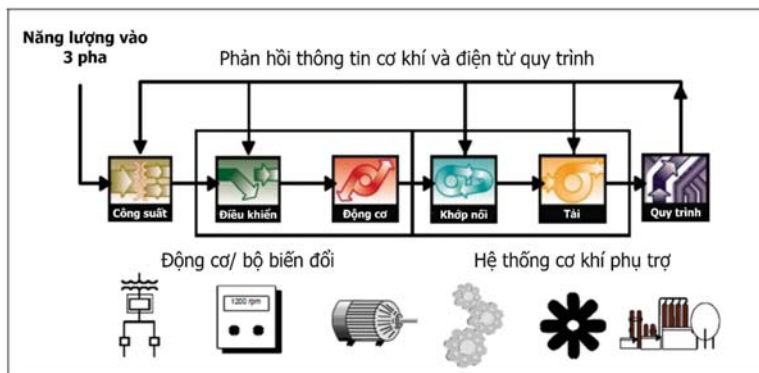 Năng lượng vào
3 pha
Phản hồi thông tin cơ khí và điện từ quy trình
Công suất
Điều khiển
Động cơ
Khớp nối
Tải
Quy trình
Động cơ/ bộ biến đổi
Hệ thống cơ khí phụ trợ
1200 rpm